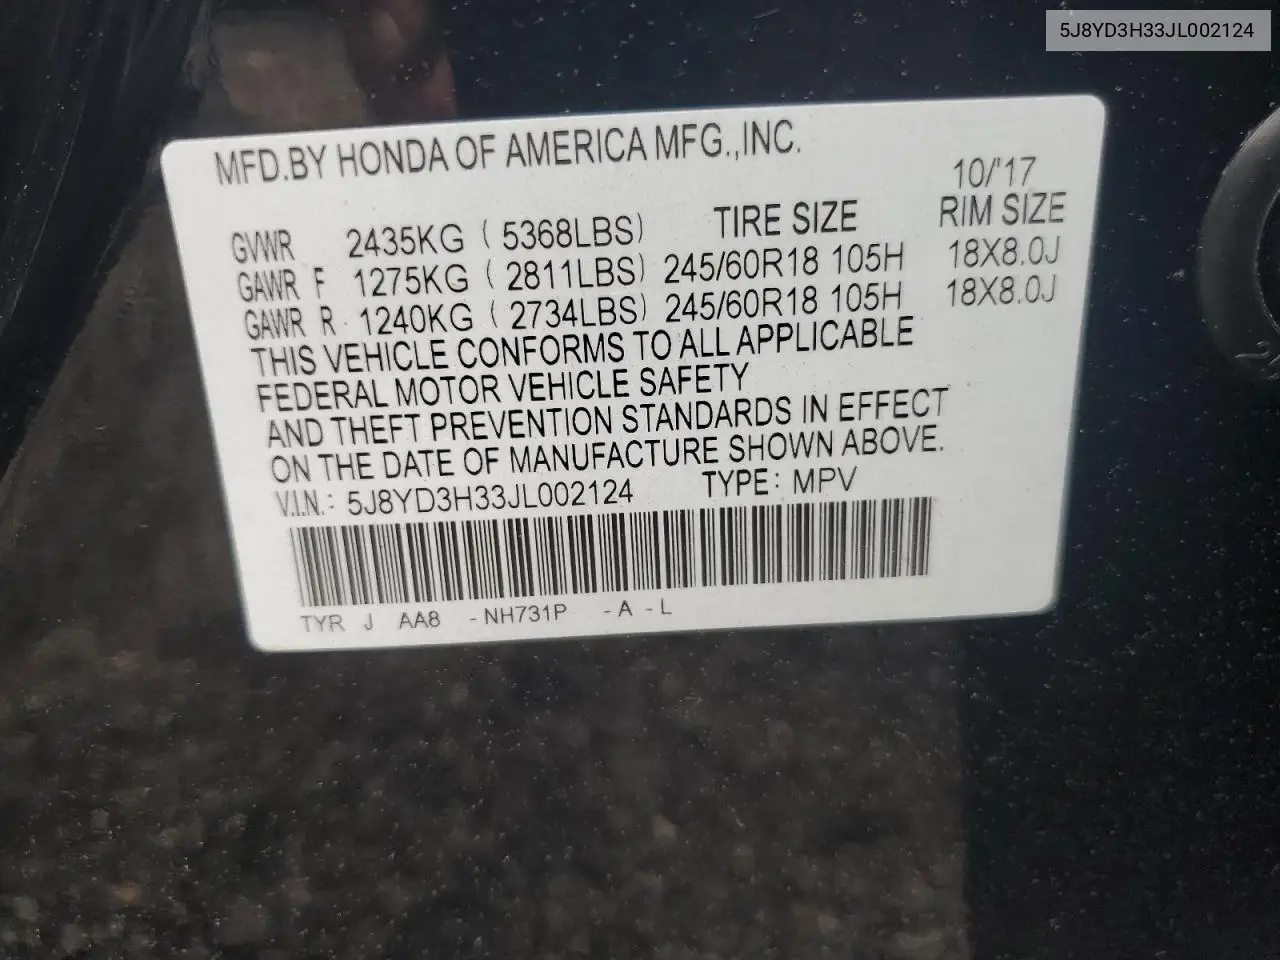 5J8YD3H33JL002124
MFD.BY HONDA OF AMERICA MFG.,INC.
10/'17
GVWR 2435KG ( 5368LBS) TIRE SIZE RIM SIZE
GAWR F 1275KG ( 2811LBS) 245/60R18 105H 18X8.0J
GAWR R 1240KG ( 2734LBS) 245/60R18 105H 18X8.0J
THIS VEHICLE CONFORMS TO ALL APPLICABLE
FEDERAL MOTOR VEHICLE SAFETY
AND THEFT PREVENTION STANDARDS IN EFFECT
ON THE DATE OF MANUFACTURE SHOWN ABOVE.
V.I.N.: 5J8YD3H33JL002124 TYPE: MPV
TYR J AA8 - NH731P - A - L